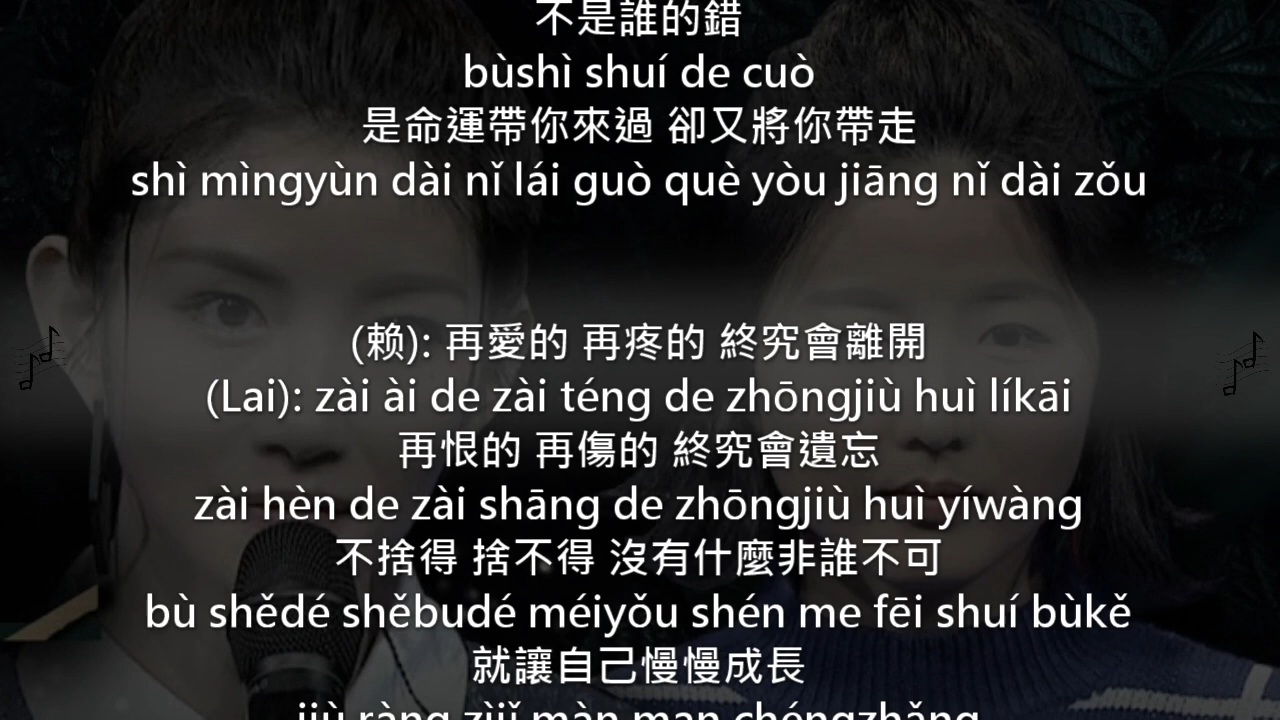 不是誰的錯
bùshì shuí de cuò
是命運帶你來過 卻又將你帶走
shì mìngyùn dài nǐ lái guò què yòu jiāng nǐ dài zǒu
(赖): 再愛的 再疼的 終究會離開
(Lai): zài ài de zài téng de zhōngjiù huì líkāi
再恨的 再傷的 終究會遺忘
zài hèn de zài shāng de zhōngjiù huì yíwàng
不捨得 捨不得 沒有什麼非誰不可
bù shědé shěbudé méiyǒu shén me fēi shuí bùkě
就讓自己慢慢成長
jiù ràng zìjǐ màn man chéngzhǎng